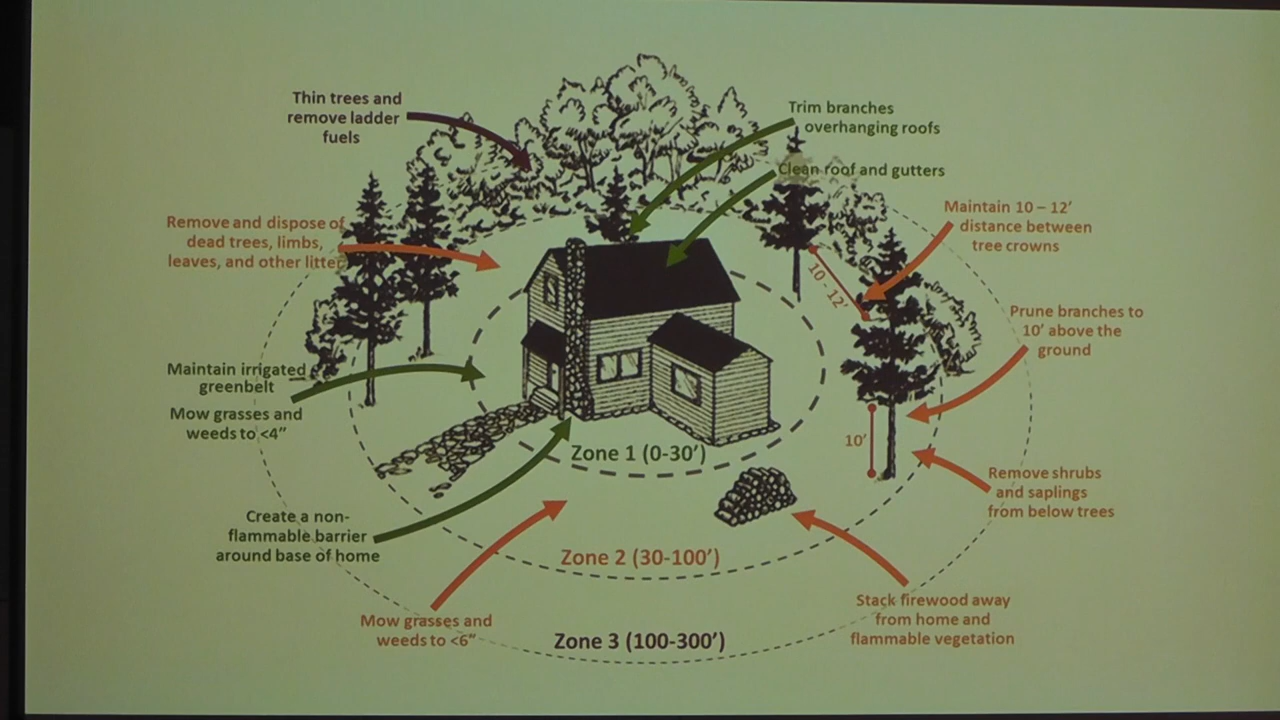 Thin trees and
remove ladder
fuels
Trim branches
overhanging roofs
Clean roof and gutters
Remove and dispose of
dead trees, limbs,
leaves, and other litter
Maintain 10 – 12'
distance between
tree crowns
10 - 12'
Prune branches to
10' above the
ground
Maintain irrigated
greenbelt
Mow grasses and
weeds to <4"
10'
Zone 1 (0-30')
Remove shrubs
and saplings
from below trees
Create a non-
flammable barrier
around base of home
Zone 2 (30-100')
Mow grasses and
weeds to <6"
Stack firewood away
from home and
flammable vegetation
Zone 3 (100-300')